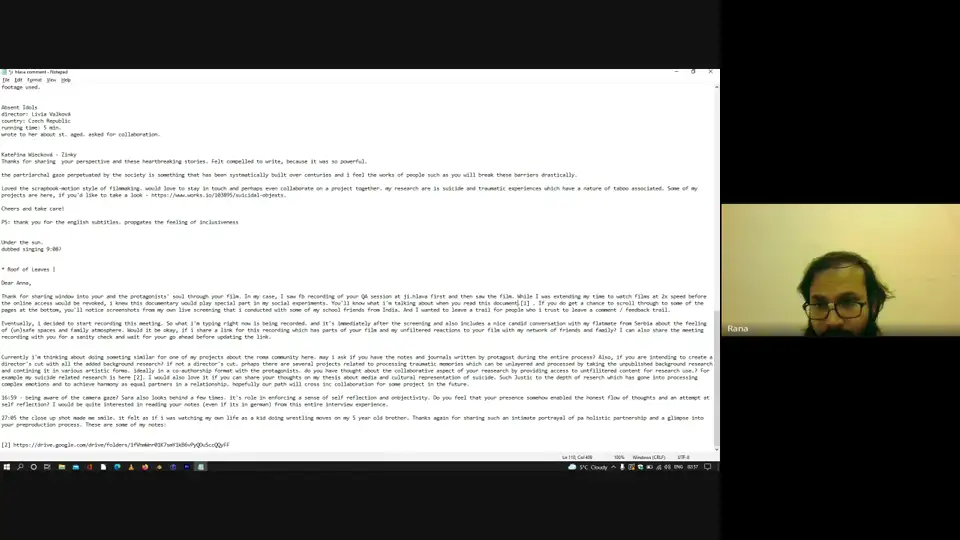 ji hlava comment - Notepad
File Edit Format View Help
footage used.
Absent Idols
director: Livia Valková
country: Czech Republic
running time: 5 min.
wrote to her about st. aged. asked for collaboration.
Kateřina Wiecková - Zinky
Thanks for sharing your perspective and these heartbreaking stories. Felt compelled to write, because it was so powerful.
the partriarchal gaze perpetuated by the society is something that has been systmatically built over centuries and i feel the works of people such as you will break these barriers drastically.
Loved the scrapbook-motion style of filmmaking. would love to stay in touch and perhaps even collaborate on a project together. my research are suicide and traumatic experiences which have a nature of taboo associated. Some of my
projects are here, if you'd like to take a look - https://www.works.io/103895/suicidal-objests.
Cheers and take care!
PS: thank you for the english subtitles. propgates the feeling of inclusiveness
Under the sun.
dubbed singing 9:00?
* Roof of Leaves |
Dear Anna,
Thank for sharing window into your and the protagonists' soul through your film. In my case, I saw fb recording of your QA session at ji.hlava first and then saw the film. While I was extending my time to watch films at 2x speed before
the online access would be revoked, i knew this documentary would play special part in my social experiments. You'll know what i'm talking about when you read this document[1] . If you do get a chance to scroll through to some of the
pages at the bottom, you'll notice screenshots from my own live screening that i conducted with some of my school friends from India. And I wanted to leave a trail for people who i trust to leave a comment / feedback trail.
Eventually, i decided to start recording this meeting. So what i'm typing right now is being recorded. and it's immediately after the screening and also includes a nice candid conversation with my flatmate from Serbia about the feeling
of (un)safe spaces and family atmosphere. Would it be okay, if i share a link for this recording which has parts of your film and my unfiltered reactions to your film with my network of friends and family? I can also share the meeting
recording with you for a sanity check and wait for your go ahead before updating the link.
Currently i'm thinking about doing someting similar for one of my projects about the roma community here. may i ask if you have the notes and journals written by protagost during the entire process? Also, if you are intending to create a
director's cut with all the added background research? if not a director's cut. prhaps there are several projects related to processing traumatic memories which can be unlayered and processed by taking the unpublished background research
and contining it in various artistic forms. ideally in a co-authorship format with the protagonists. do you have thought about the collaborative aspect of your reasearch by providing access to untfiltered content for research use.? For
example my suicide related research is here [2]. I would also love it if you can share your thoughts on my thesis about media and cultural representation of suicide. Such lustic to the depth of reserch which has gone into processing
complex emotions and to achieve harmony as equal partners in a relationship. hopefully our path will cross inc collaboration for some project in the future.
16:59 - being aware of the camera gaze? Sara also looks behind a few times. it's role in enforcing a sense of self reflection and onbjectivity. Do you feel that your presence somehow enabled the honest flow of thoughts and an attempt at
self reflection? I would be quite interested in reading your notes (even if its in german) from this entire interview experience.
27:05 the close up shot made me smile. it felt as if i was watching my own life as a kid doing wrestling moves on my 5 year old brother. Thanks again for sharing such an intimate portrayal of pa holistic partnership and a glimpse into
your preproduction process. These are some of my notes:
[2] https://drive.google.com/drive/folders/
Ln 110, Col 409 100% Windows (CRLF) UTF-8
5°C Cloudy ENG 03:57
Rana